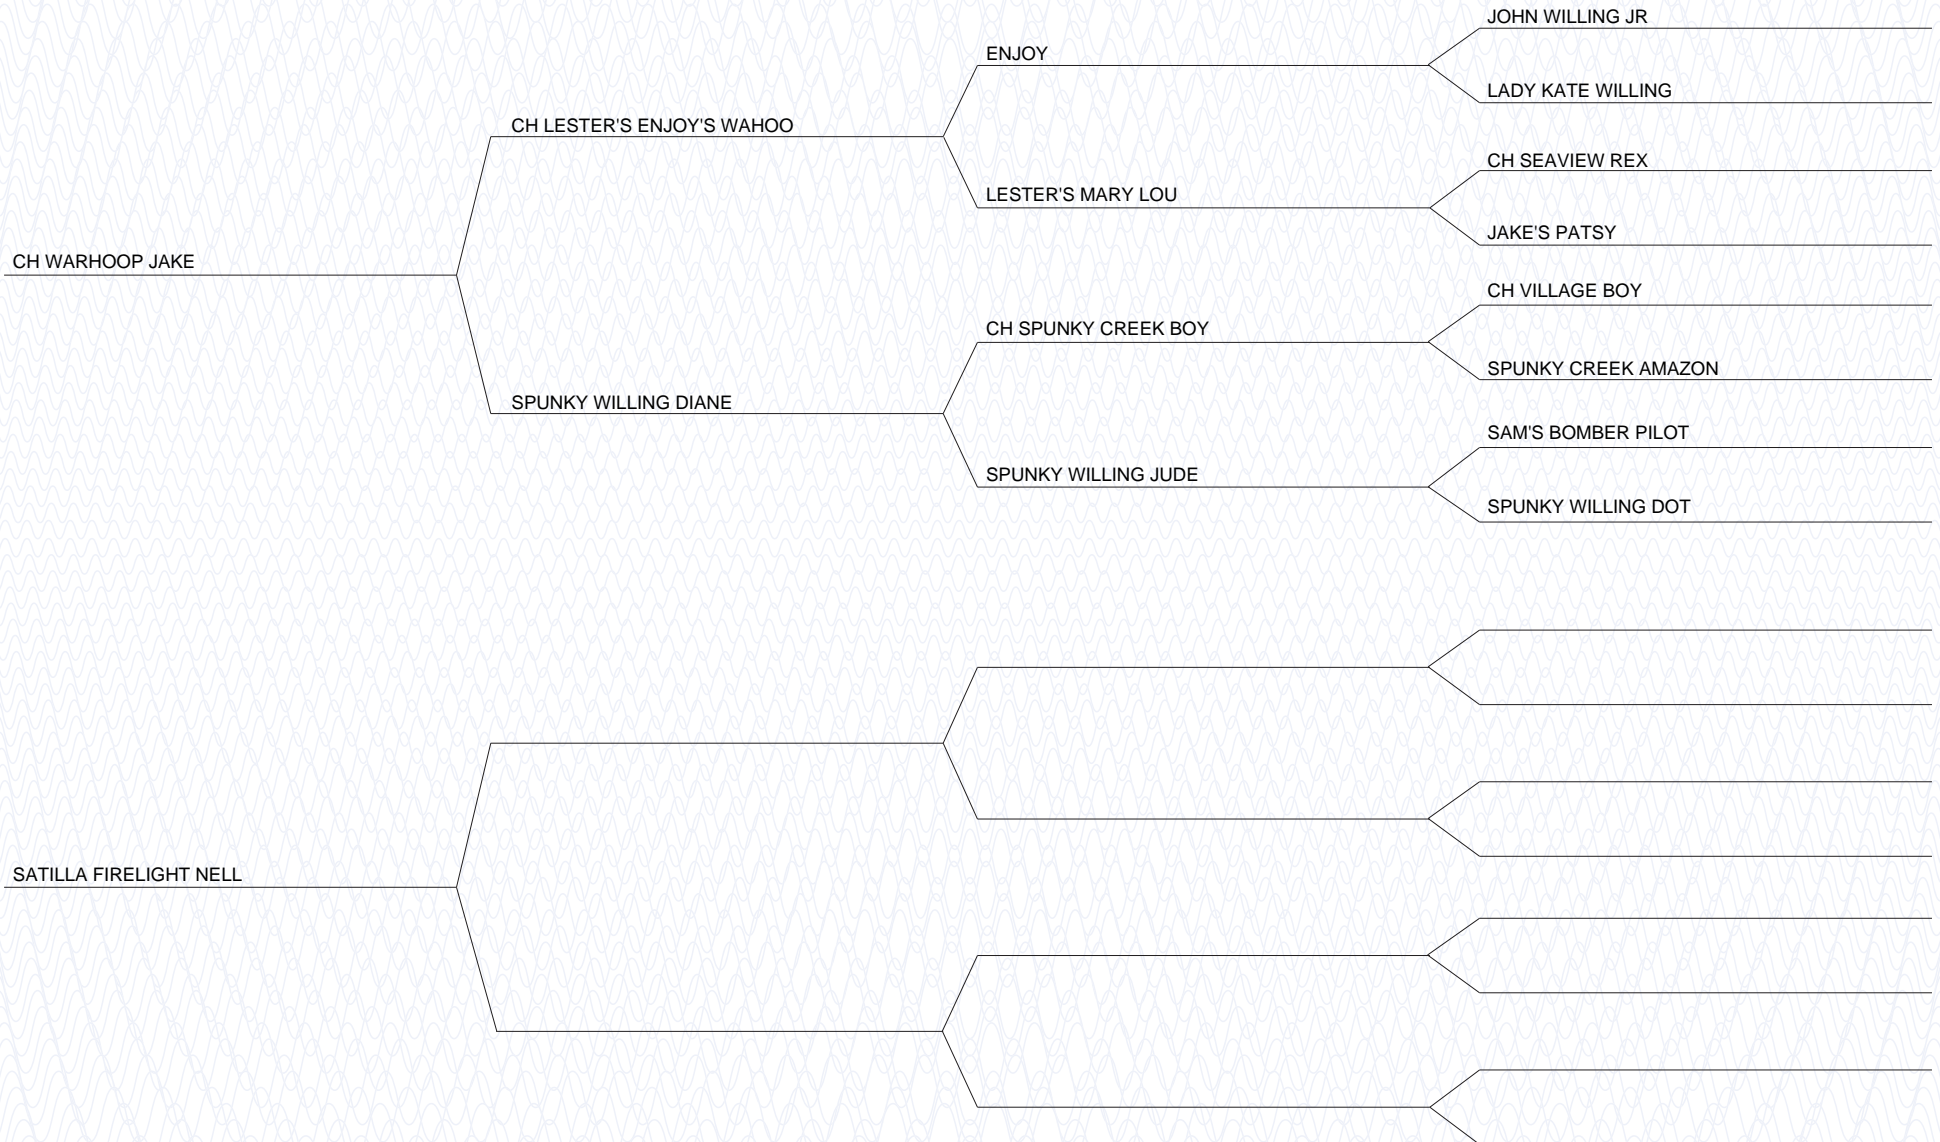 JOHN WILLING JR
ENJOY
LADY KATE WILLING
CH LESTER'S ENJOY'S WAHOO
CH SEAVIEW REX
LESTER'S MARY LOU
JAKE'S PATSY
CH WARHOOP JAKE
CH VILLAGE BOY
CH SPUNKY CREEK BOY
SPUNKY CREEK AMAZON
SPUNKY WILLING DIANE
SAM'S BOMBER PILOT
SPUNKY WILLING JUDE
SPUNKY WILLING DOT
SATILLA FIRELIGHT NELL